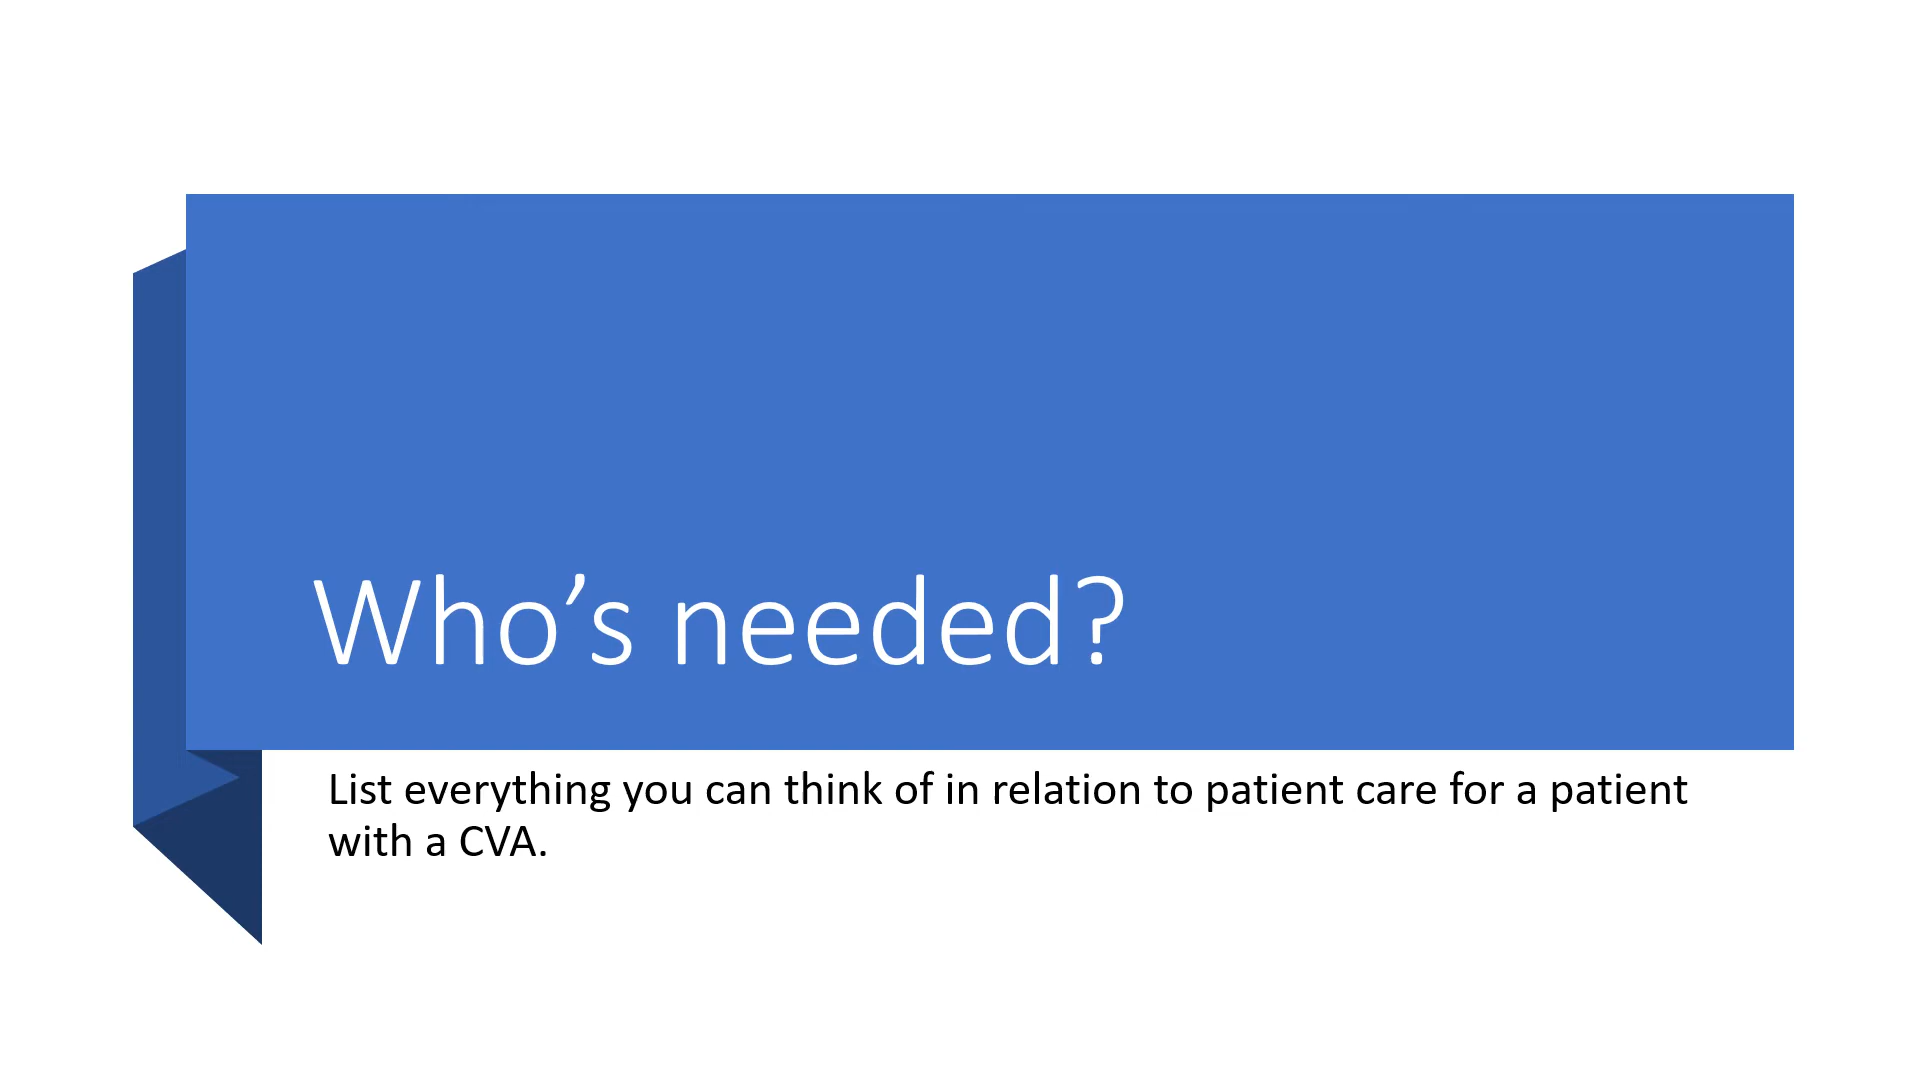 Who’s needed?
List everything you can think of in relation to patient care for a patient
with a CVA.